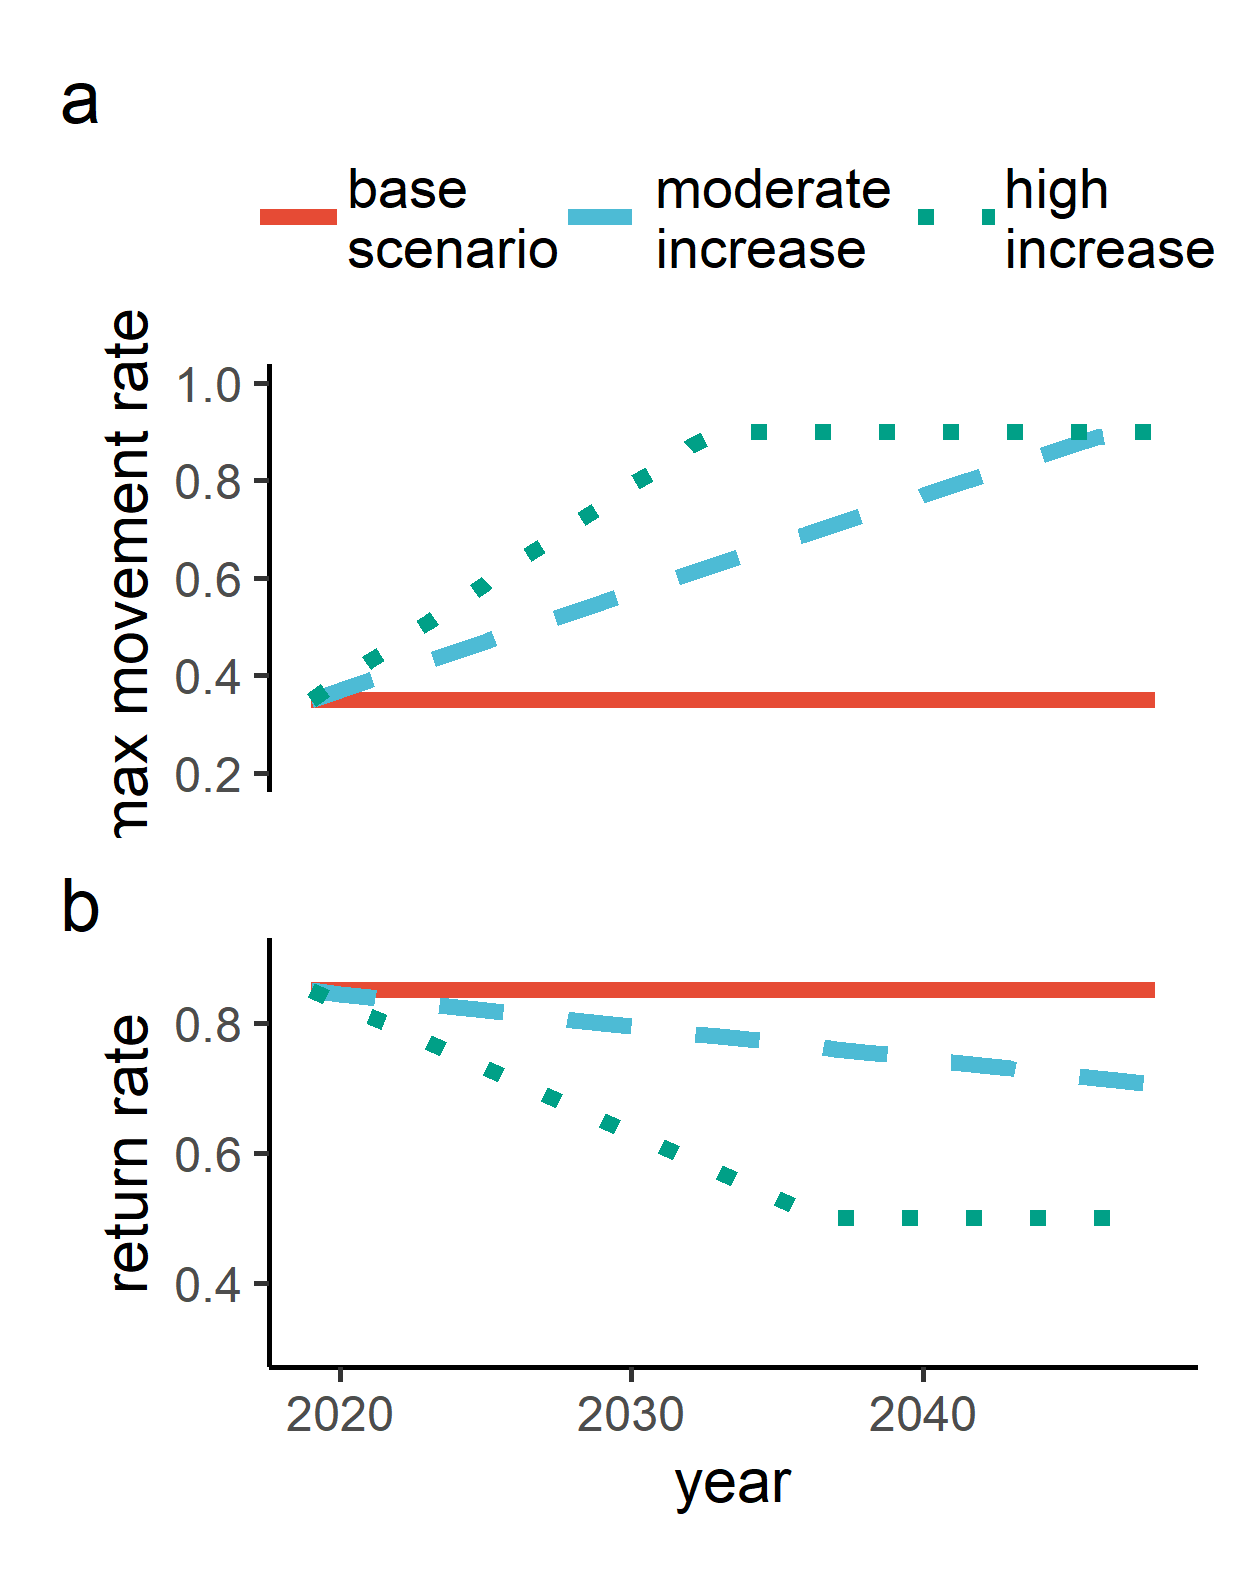 a
base
scenario
moderate
increase
high
increase
max movement rate
1.0
0.8
0.6
0.4
0.2
b
return rate
0.8
0.6
0.4
2020
2030
2040
year